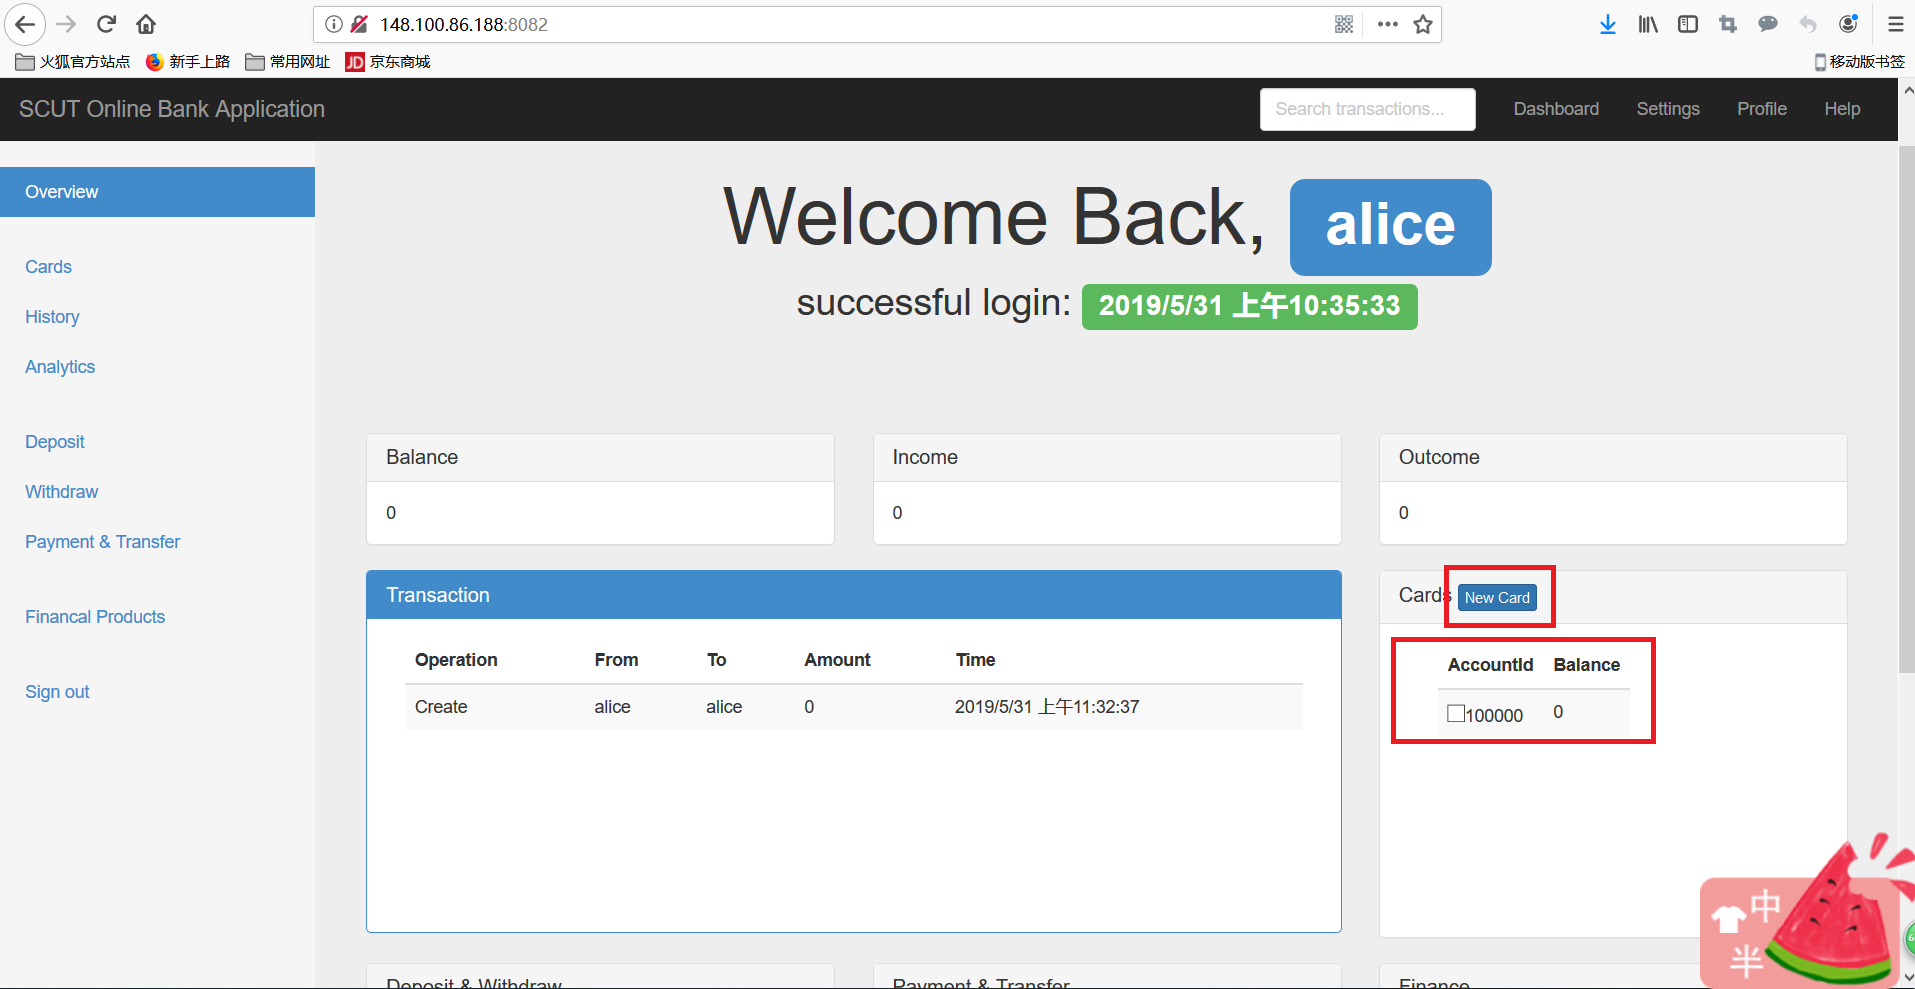 148.100.86.188:8082
火狐官方站点 新手上路 常用网址 JD 京东商城 移动版书签
SCUT Online Bank Application Search transactions... Dashboard Settings Profile Help
Overview
Cards
History
Analytics
Deposit
Withdraw
Payment & Transfer
Financal Products
Sign out
Welcome Back, alice
successful login: 2019/5/31 上午10:35:33
Balance Income Outcome
0 0 0
Transaction
Operation From To Amount Time
Create alice alice 0 2019/5/31 上午11:32:37
Cards New Card
AccountId Balance
100000 0
Deposit & Withdraw Payment & Transfer Finance
中
半
6